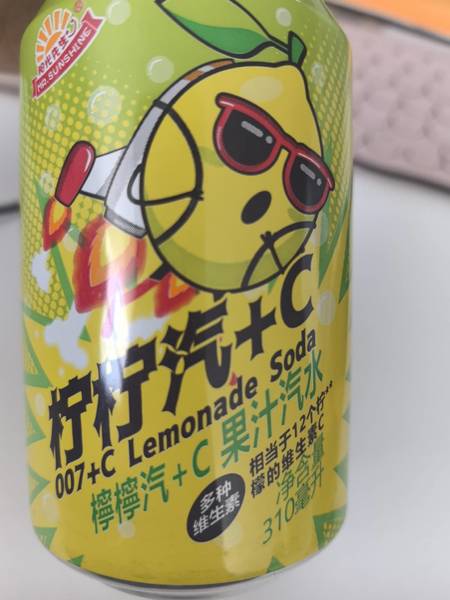 MR.SUNSHINE
柠柠汽+C
007+C Lemonade Soda
檸檸汽+C 果汁汽水
多种
维生素
相当于12个柠**
檬的维生素C
净含量
310毫升